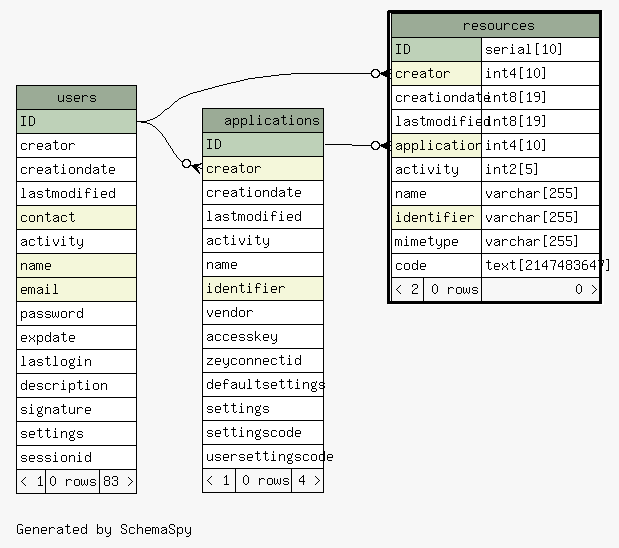 users
ID
creator
creationdate
lastmodified
contact
activity
name
email
password
expdate
lastlogin
description
signature
settings
sessionid
< 1 0 rows 83 >
applications
ID
creator
creationdate
lastmodified
activity
name
identifier
vendor
accesskey
zeyconnectid
defaultsettings
settings
settingscode
usersettingscode
< 1 0 rows 4 >
resources
ID serial[10]
creator int4[10]
creationdate int8[19]
lastmodified int8[19]
application int4[10]
activity int2[5]
name varchar[255]
identifier varchar[255]
mimetype varchar[255]
code text[2147483647]
< 2 0 rows 0 >
Generated by SchemaSpy